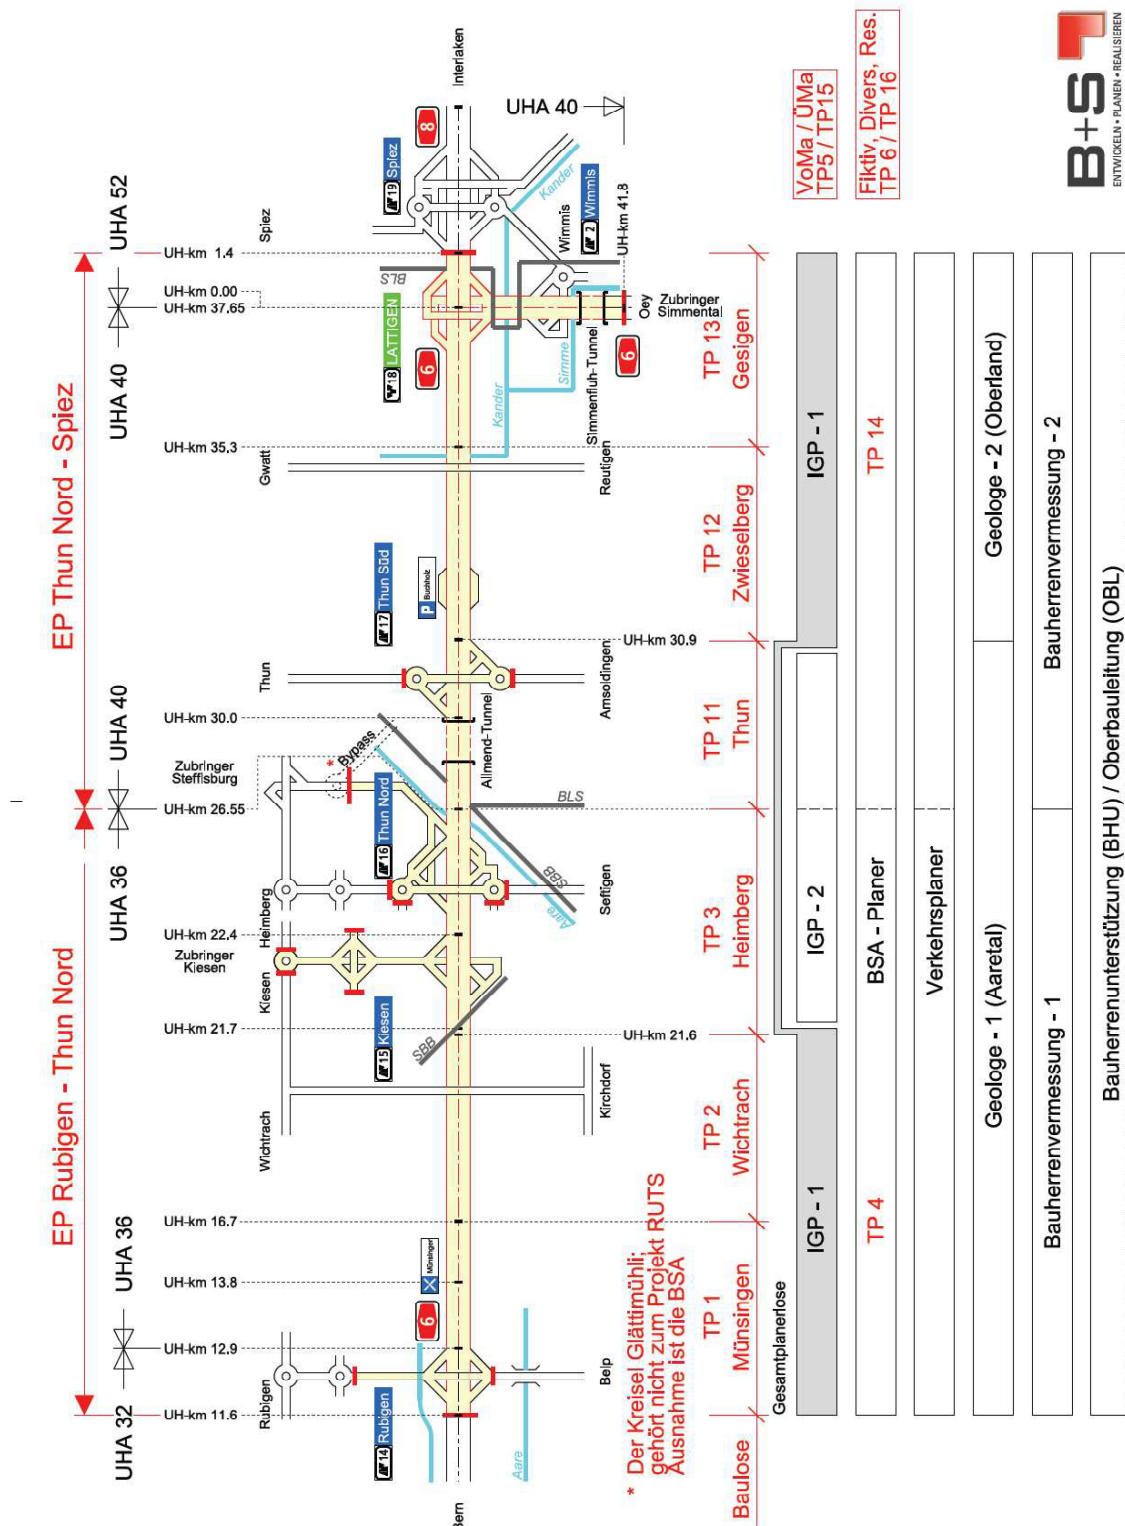 EP Rubigen - Thun Nord
EP Thun Nord - Spiez
UHA 32
UHA 36
UHA 36
UHA 40
UHA 40
UHA 52
UH-km 11.6
UH-km 12.9
UH-km 13.8
UH-km 16.7
UH-km 21.7
Zubringer
Kiesen
UH-km 22.4
UH-km 26.55
Zubringer
Steffisburg
UH-km 30.0
UH-km 35.3
UH-km 37.65
UH-km 0.00
UH-km 1.4
Rubigen
Wichtrach
Kiesen
Heimberg
Thun
Gwatt
Spiez
* Bypass
14 Rubigen
6
Münsinger
15 Kiesen
16 Thun Nord
17 Thun Süd
P Buchholz
18 LATTIGEN
6
BLS
19 Spiez
8
Bern
Interlaken
Aare
SBB
Aare
SBB
BLS
Allmend-Tunnel
Kander
Simme
Simmenfluh-Tunnel
Kander
Wimmis
2 Wimmis
UHA 40
Belp
Kirchdorf
Seftigen
Amsoldingen
Reutigen
Oey
Zubringer
Simmental
6
UH-km 21.6
UH-km 30.9
UH-km 41.8
* Der Kreisel Glättimühli;
gehört nicht zum Projekt RUTS
Ausnahme ist die BSA
Baulose
TP 1
Münsingen
TP 2
Wichtrach
TP 3
Heimberg
TP 11
Thun
TP 12
Zwieselberg
TP 13
Gesigen
Gesamtplanerlose
IGP - 1
IGP - 2
IGP - 1
VoMa / ÜMa
TP5 / TP15
TP 4
BSA - Planer
TP 14
Fiktiv, Divers, Res.
TP 6 / TP 16
Verkehrsplaner
Geologe - 1 (Aaretal)
Geologe - 2 (Oberland)
Bauherrenvermessung - 1
Bauherrenvermessung - 2
Bauherrenunterstützung (BHU) / Oberbauleitung (OBL)
B+S
ENTWICKELN • PLANEN • REALISIEREN